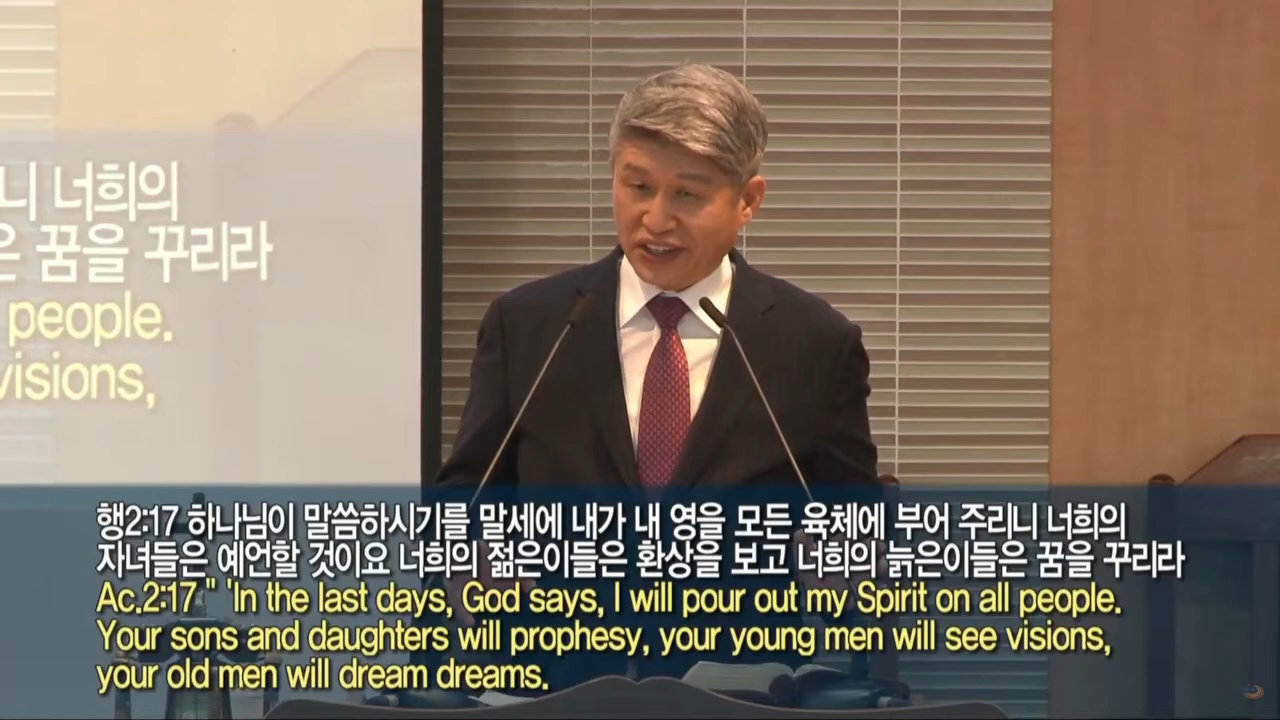 니 너희의
은 꿈을 꾸리라
people.
visions,
행2:17 하나님이 말씀하시기를 말세에 내가 내 영을 모든 육체에 부어 주리니 너희의
자녀들은 예언할 것이요 너희의 젊은이들은 환상을 보고 너희의 늙은이들은 꿈을 꾸리라
Ac.2:17 " 'In the last days, God says, I will pour out my Spirit on all people.
Your sons and daughters will prophesy, your young men will see visions,
your old men will dream dreams.